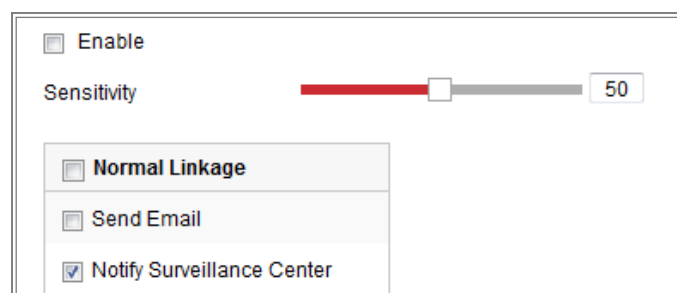 Enable
Sensitivity 50
Normal Linkage
Send Email
Notify Surveillance Center